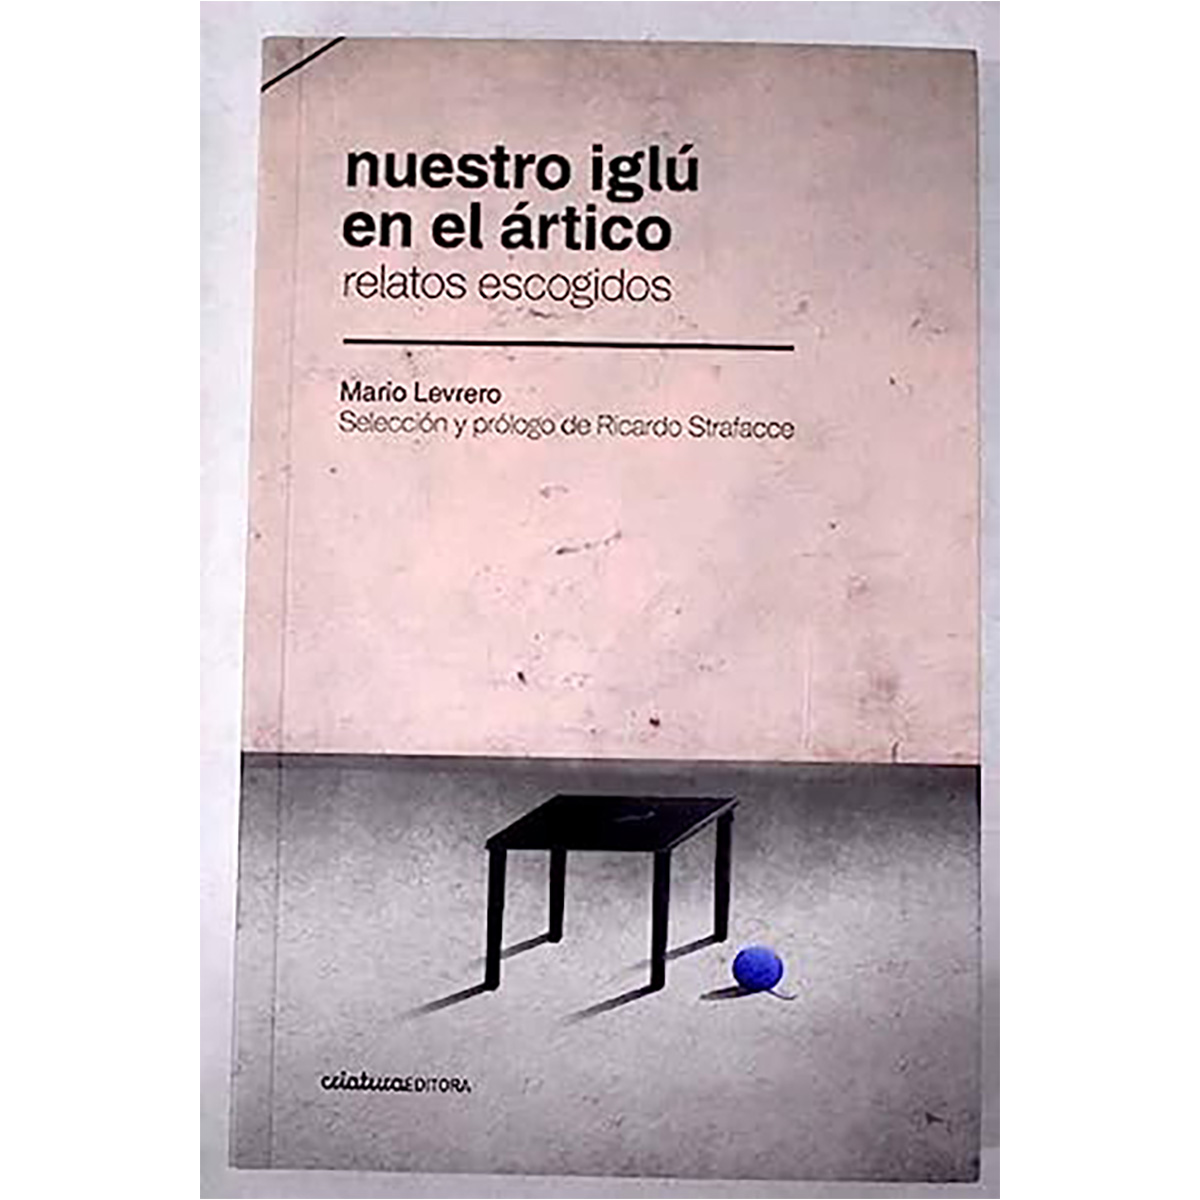 nuestro iglú
en el ártico
relatos escogidos
Mario Levrero
Selección y prólogo de Ricardo Strafacce
criaturaEDITORA